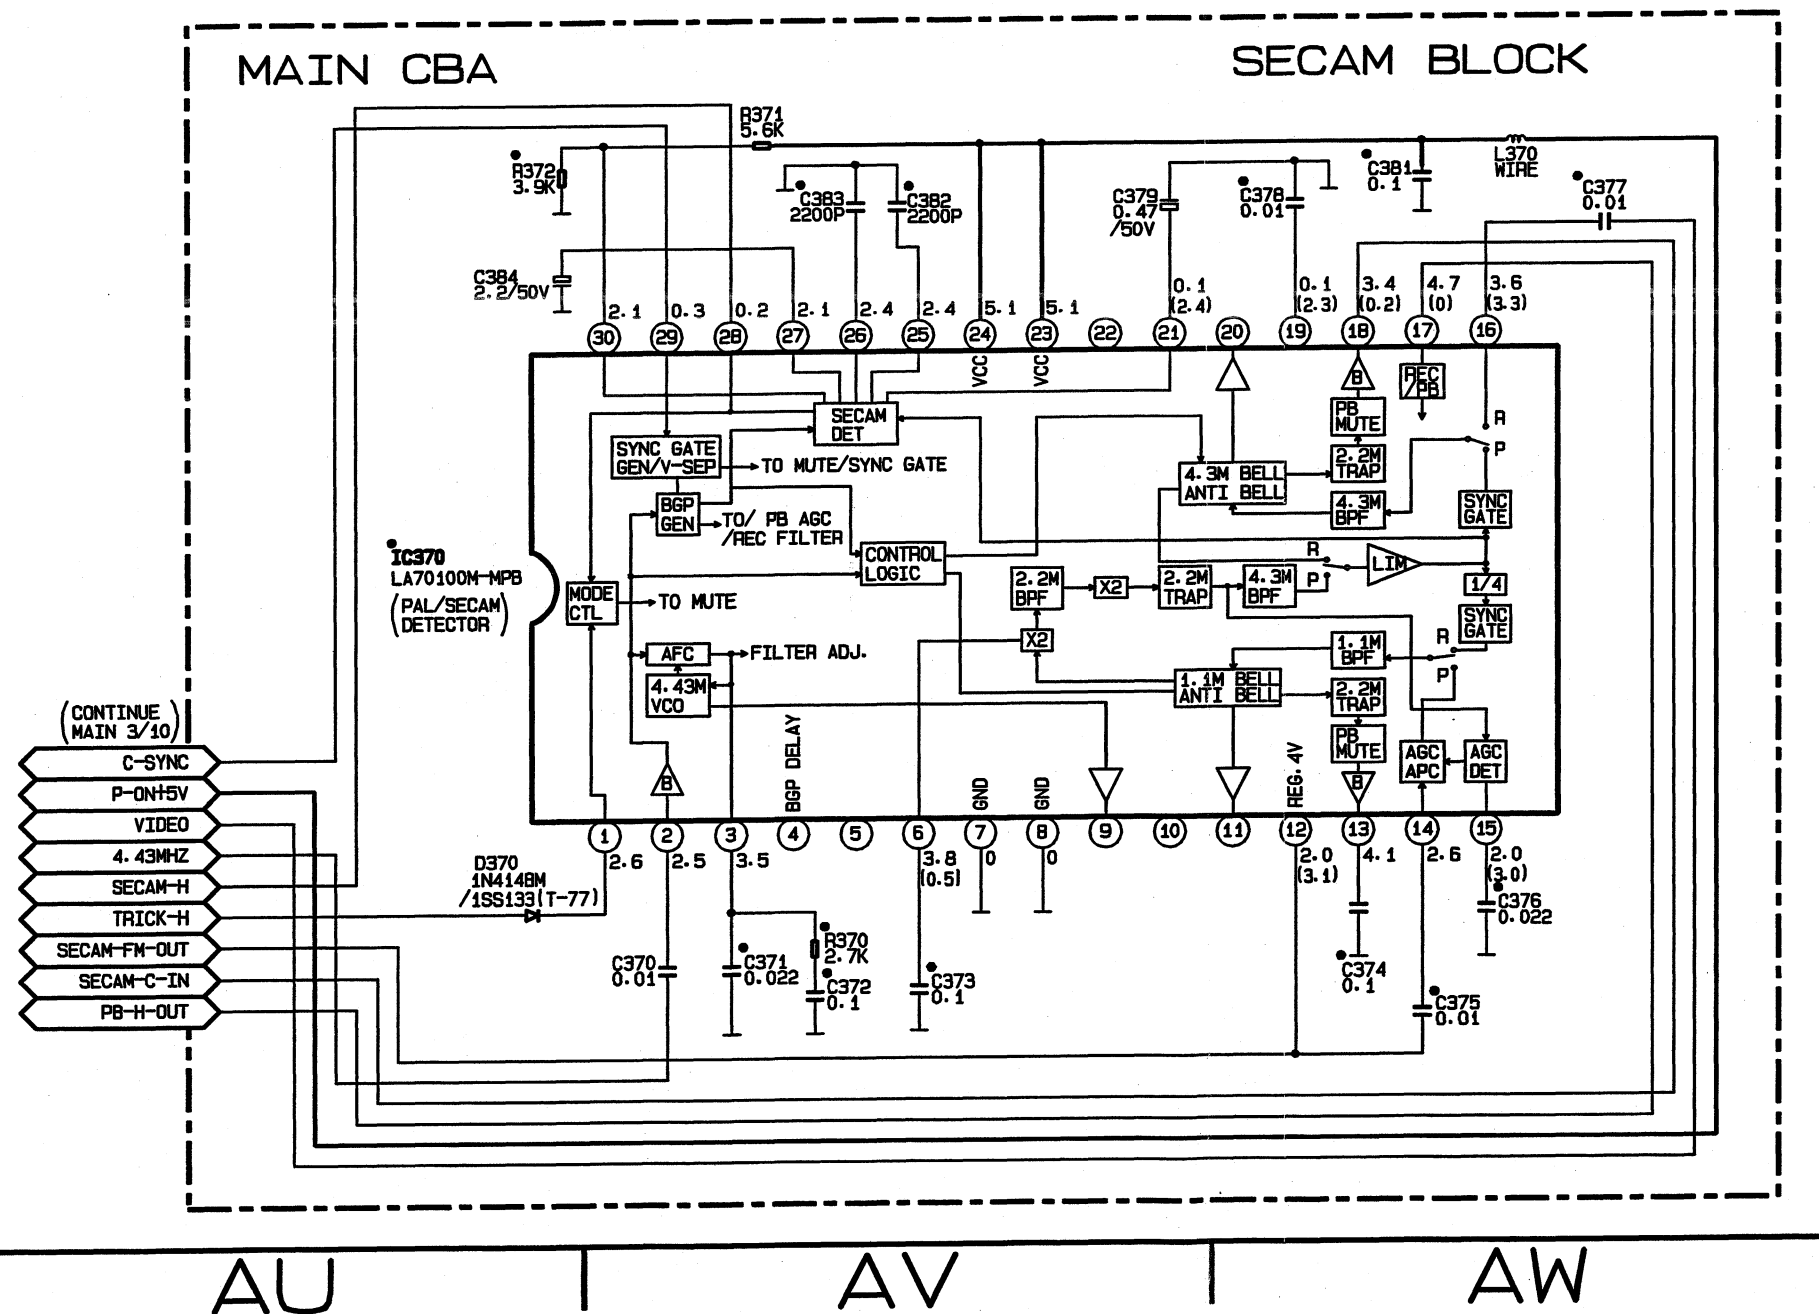 MAIN CBA
SECAM BLOCK
R371
5.6K
R372
3.9K
C383
2200P
C382
2200P
C379
0.47
/50V
C378
0.01
C381
0.1
L370
WIRE
C377
0.01
C384
2.2/50V
2.1
0.3
0.2
2.1
2.4
2.4
5.1
5.1
0.1
(2.4)
0.1
(2.3)
3.4
(0.2)
4.7
(0)
3.6
(3.3)
30
29
28
27
26
25
24
23
22
21
20
19
18
17
16
VCC
VCC
B
REC
/PB
SECAM
DET
PB
MUTE
R
P
SYNC GATE
GEN/V-SEP
TO MUTE/SYNC GATE
4.3M BELL
ANTI BELL
2.2M
TRAP
4.3M
BPF
SYNC
GATE
BGP
GEN
TO/ PB AGC
/REC FILTER
IC370
LA70100M-MPB
(PAL/SECAM
DETECTOR)
CONTROL
LOGIC
MODE
CTL
TO MUTE
2.2M
BPF
X2
2.2M
TRAP
4.3M
BPF
R
P
LIM
1/4
SYNC
GATE
X2
AFC
FILTER ADJ.
4.43M
VCO
1.1M
BPF
R
P
1.1M BELL
ANTI BELL
2.2M
TRAP
PB
MUTE
AGC
APC
AGC
DET
B
BGP DELAY
GND
GND
REG.4V
B
(CONTINUE
MAIN 3/10)
C-SYNC
P-ON+5V
VIDEO
4.43MHZ
SECAM-H
TRICK-H
SECAM-FM-OUT
SECAM-C-IN
PB-H-OUT
1
2
3
4
5
6
7
8
9
10
11
12
13
14
15
2.6
2.5
3.5
3.8
(0.5)
0
0
2.0
(3.1)
4.1
2.6
2.0
(3.0)
D370
1N4148M
/1SS133(T-77)
C370
0.01
C371
0.022
R370
2.7K
C372
0.1
C373
0.1
C374
0.1
C375
0.01
C376
0.022
AU
AV
AW